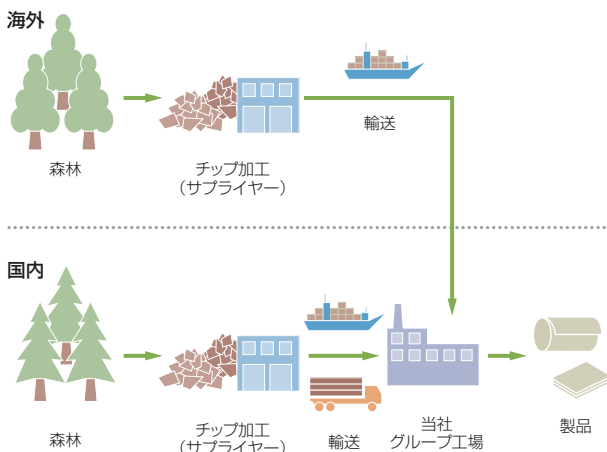 海外
輸送
森林
チップ加工
（サプライヤー）
国内
森林
チップ加工
（サプライヤー）
輸送
当社
グループ工場
製品